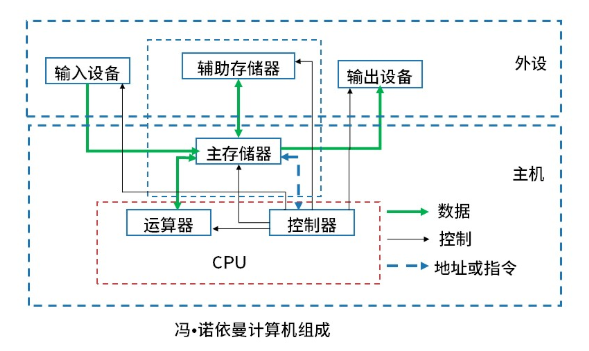 外设
输入设备
辅助存储器
输出设备
主存储器
主机
运算器
控制器
CPU
数据
控制
地址或指令
冯•诺依曼计算机组成